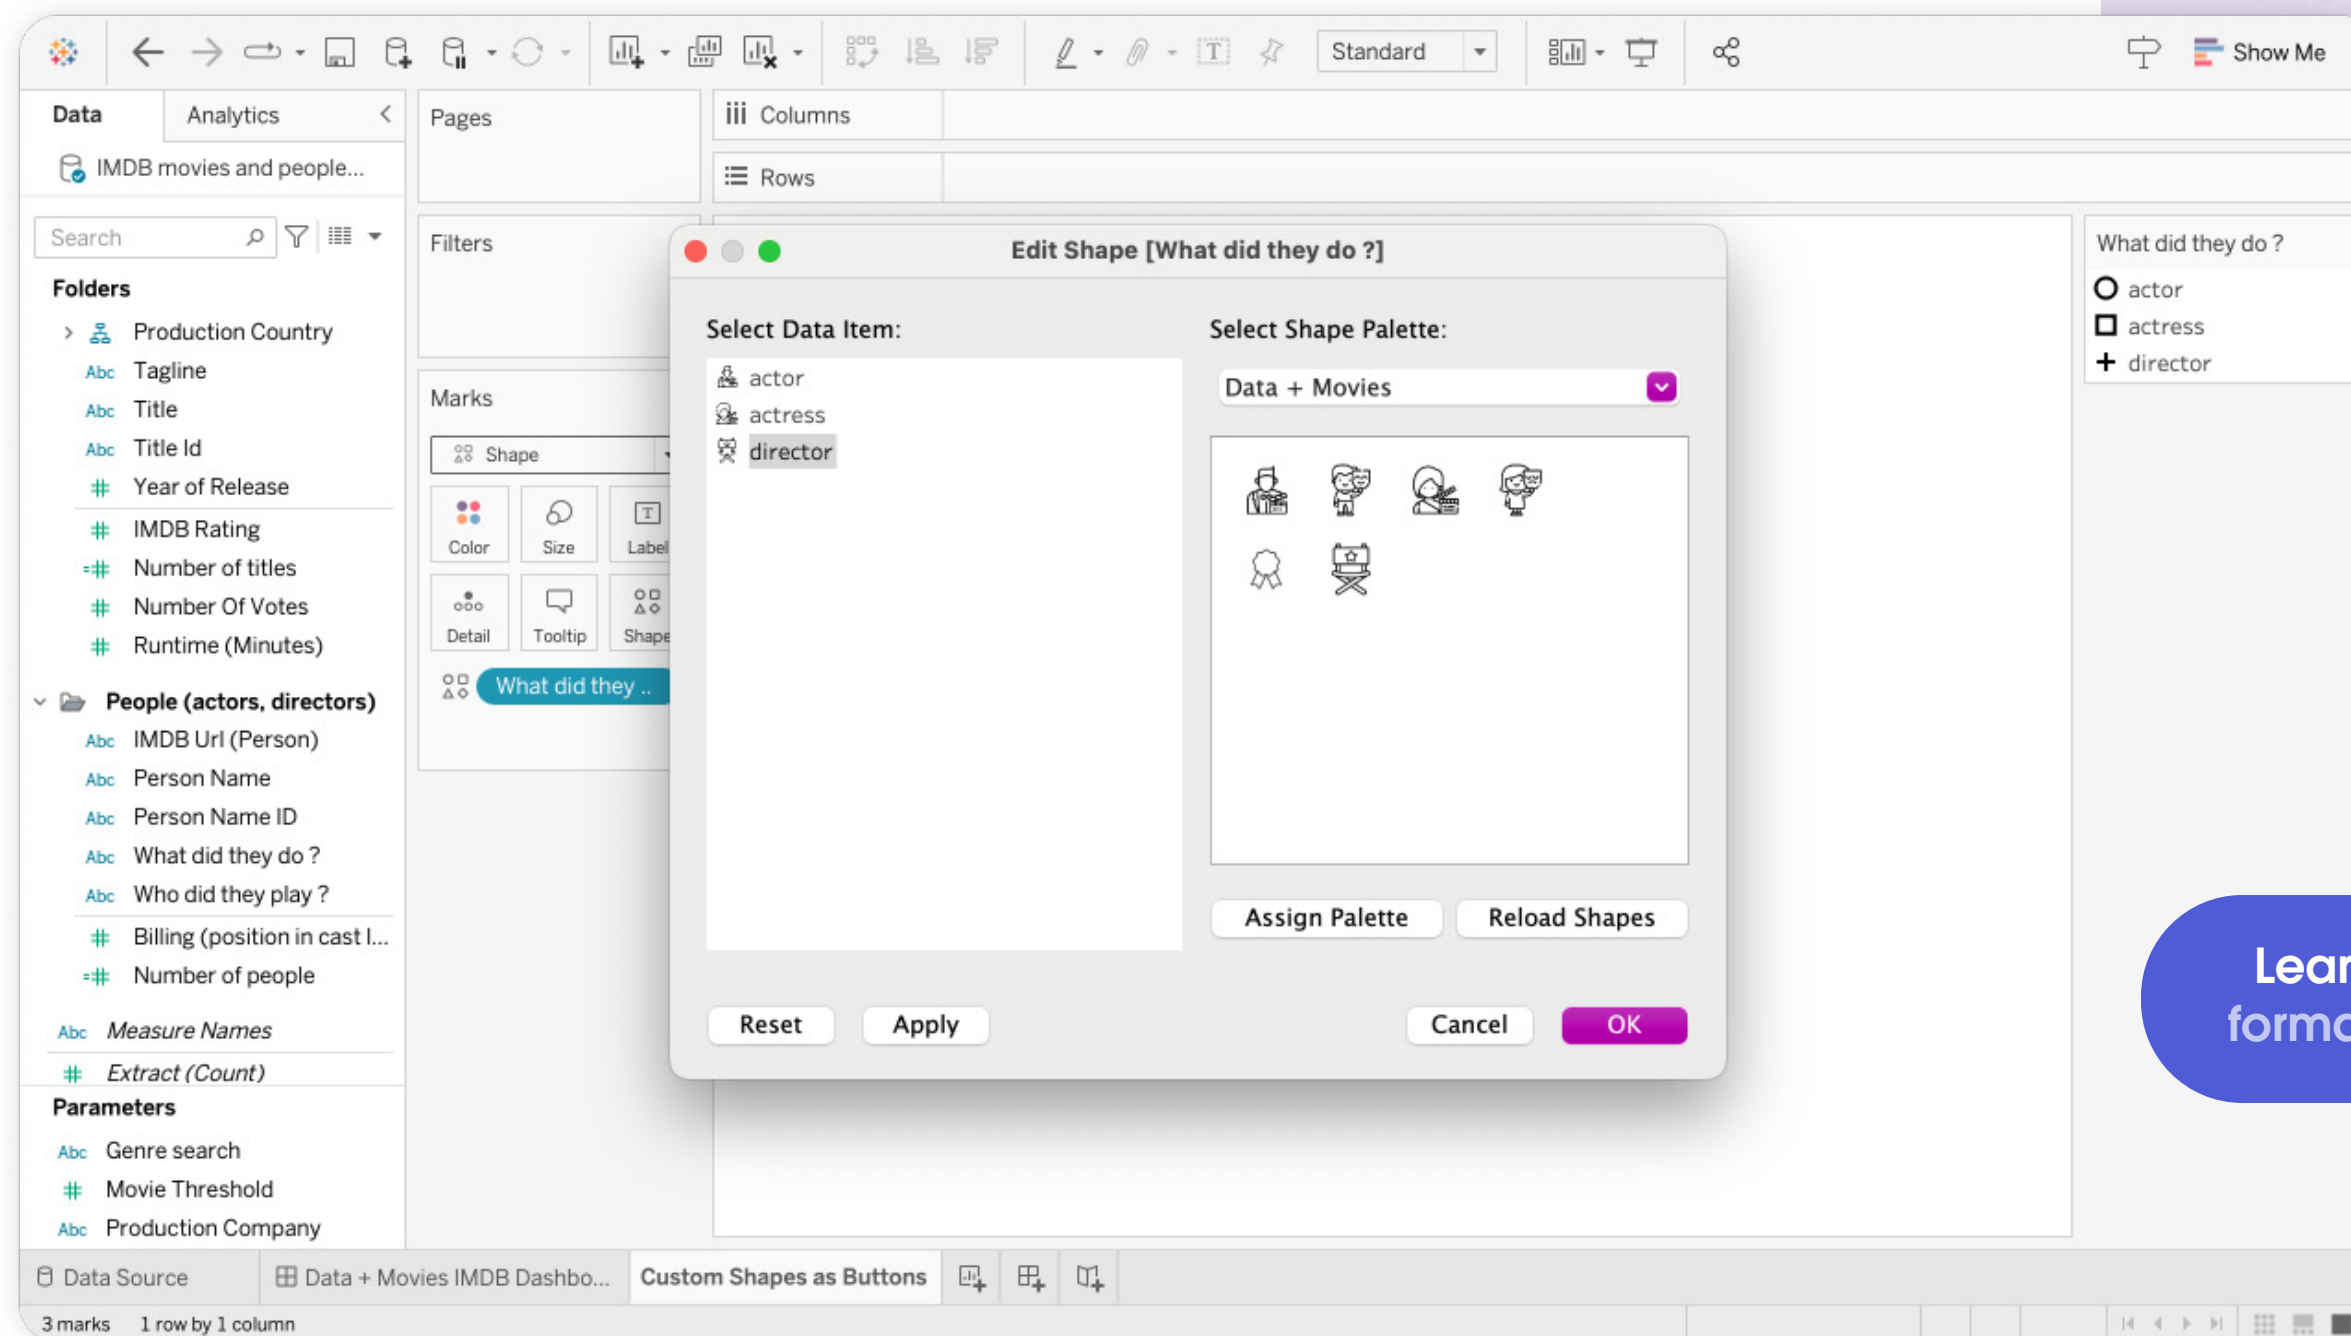 Standard
Show Me
Data
Analytics
IMDB movies and people...
Search
Folders
Production Country
Abc Tagline
Abc Title
Abc Title Id
# Year of Release
# IMDB Rating
=# Number of titles
# Number Of Votes
# Runtime (Minutes)
People (actors, directors)
Abc IMDB Url (Person)
Abc Person Name
Abc Person Name ID
Abc What did they do ?
Abc Who did they play ?
# Billing (position in cast l...
=# Number of people
Abc Measure Names
# Extract (Count)
Parameters
Abc Genre search
# Movie Threshold
Abc Production Company
Pages
Filters
Marks
Shape
Color
Size
Label
Detail
Tooltip
Shape
What did they ..
Columns
Rows
Edit Shape [What did they do ?]
Select Data Item:
actor
actress
director
Select Shape Palette:
Data + Movies
Assign Palette
Reload Shapes
Reset
Apply
Cancel
OK
What did they do ?
actor
actress
director
Data Source
Data + Movies IMDB Dashbo...
Custom Shapes as Buttons
3 marks 1 row by 1 column